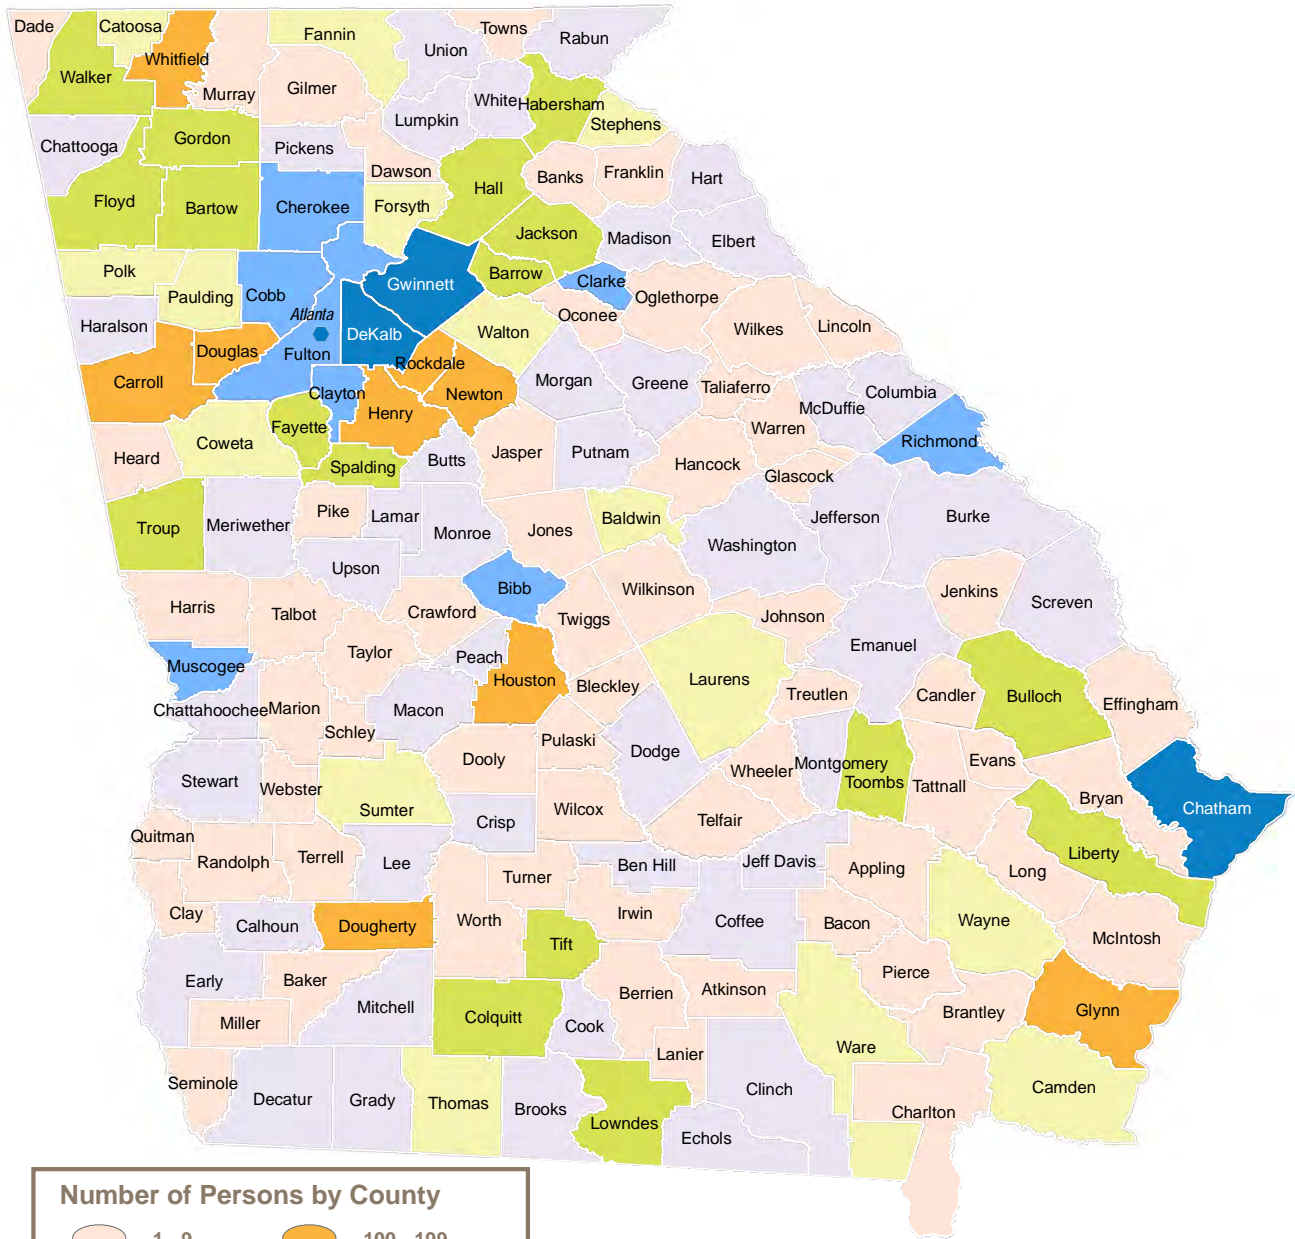 Dade
Catoosa
Fannin
Towns
Rabun
Union
Whitfield
Walker
Murray
Gilmer
White
Habersham
Lumpkin
Stephens
Chattooga
Gordon
Pickens
Dawson
Banks
Franklin
Hart
Hall
Floyd
Bartow
Cherokee
Forsyth
Jackson
Madison
Elbert
Polk
Barrow
Clarke
Gwinnett
Paulding
Cobb
Oglethorpe
Atlanta
Oconee
Haralson
DeKalb
Walton
Wilkes
Lincoln
Douglas
Fulton
Rockdale
Carroll
Clayton
Newton
Morgan
Greene
Taliaferro
Columbia
McDuffie
Henry
Fayette
Warren
Coweta
Richmond
Heard
Spalding
Butts
Jasper
Putnam
Hancock
Glascock
Troup
Meriwether
Pike
Lamar
Monroe
Jones
Baldwin
Jefferson
Burke
Washington
Upson
Bibb
Wilkinson
Jenkins
Screven
Harris
Talbot
Crawford
Twiggs
Johnson
Taylor
Peach
Emanuel
Muscogee
Houston
Bleckley
Laurens
Treutlen
Candler
Bulloch
Effingham
Chattahoochee
Marion
Macon
Schley
Pulaski
Dodge
Dooly
Wheeler
Montgomery
Toombs
Evans
Tattnall
Stewart
Webster
Sumter
Bryan
Chatham
Crisp
Wilcox
Telfair
Quitman
Randolph
Terrell
Lee
Ben Hill
Jeff Davis
Appling
Liberty
Long
Turner
Clay
Calhoun
Dougherty
Worth
Irwin
Coffee
Bacon
Wayne
McIntosh
Tift
Early
Baker
Mitchell
Berrien
Atkinson
Pierce
Miller
Colquitt
Cook
Brantley
Glynn
Ware
Lanier
Seminole
Decatur
Grady
Thomas
Brooks
Lowndes
Clinch
Camden
Charlton
Echols
Number of Persons by County
1 - 9
100 - 199